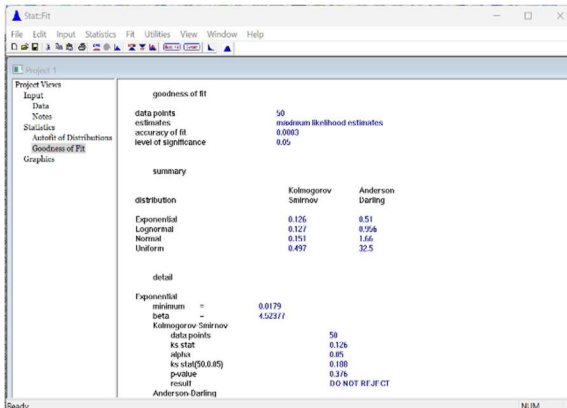 Stat::Fit
File Edit Input Statistics Fit Utilities View Window Help
Project 1
Project Views
Input
Data
Notes
Statistics
Autofit of Distributions
Goodness of Fit
Graphics
goodness of fit
data points 50
estimates maximum likelihood estimates
accuracy of fit 0.0003
level of significance 0.05
summary
distribution Kolmogorov Smirnov Anderson Darling
Exponential 0.126 0.51
Lognormal 0.127 0.956
Normal 0.151 1.66
Uniform 0.497 32.5
detail
Exponential
minimum = 0.0179
beta = 4.52377
Kolmogorov-Smirnov
data points 50
ks stat 0.126
alpha 0.05
ks stat(50,0.05) 0.188
p-value 0.376
result DO NOT REJECT
Anderson-Darling
Ready NUM